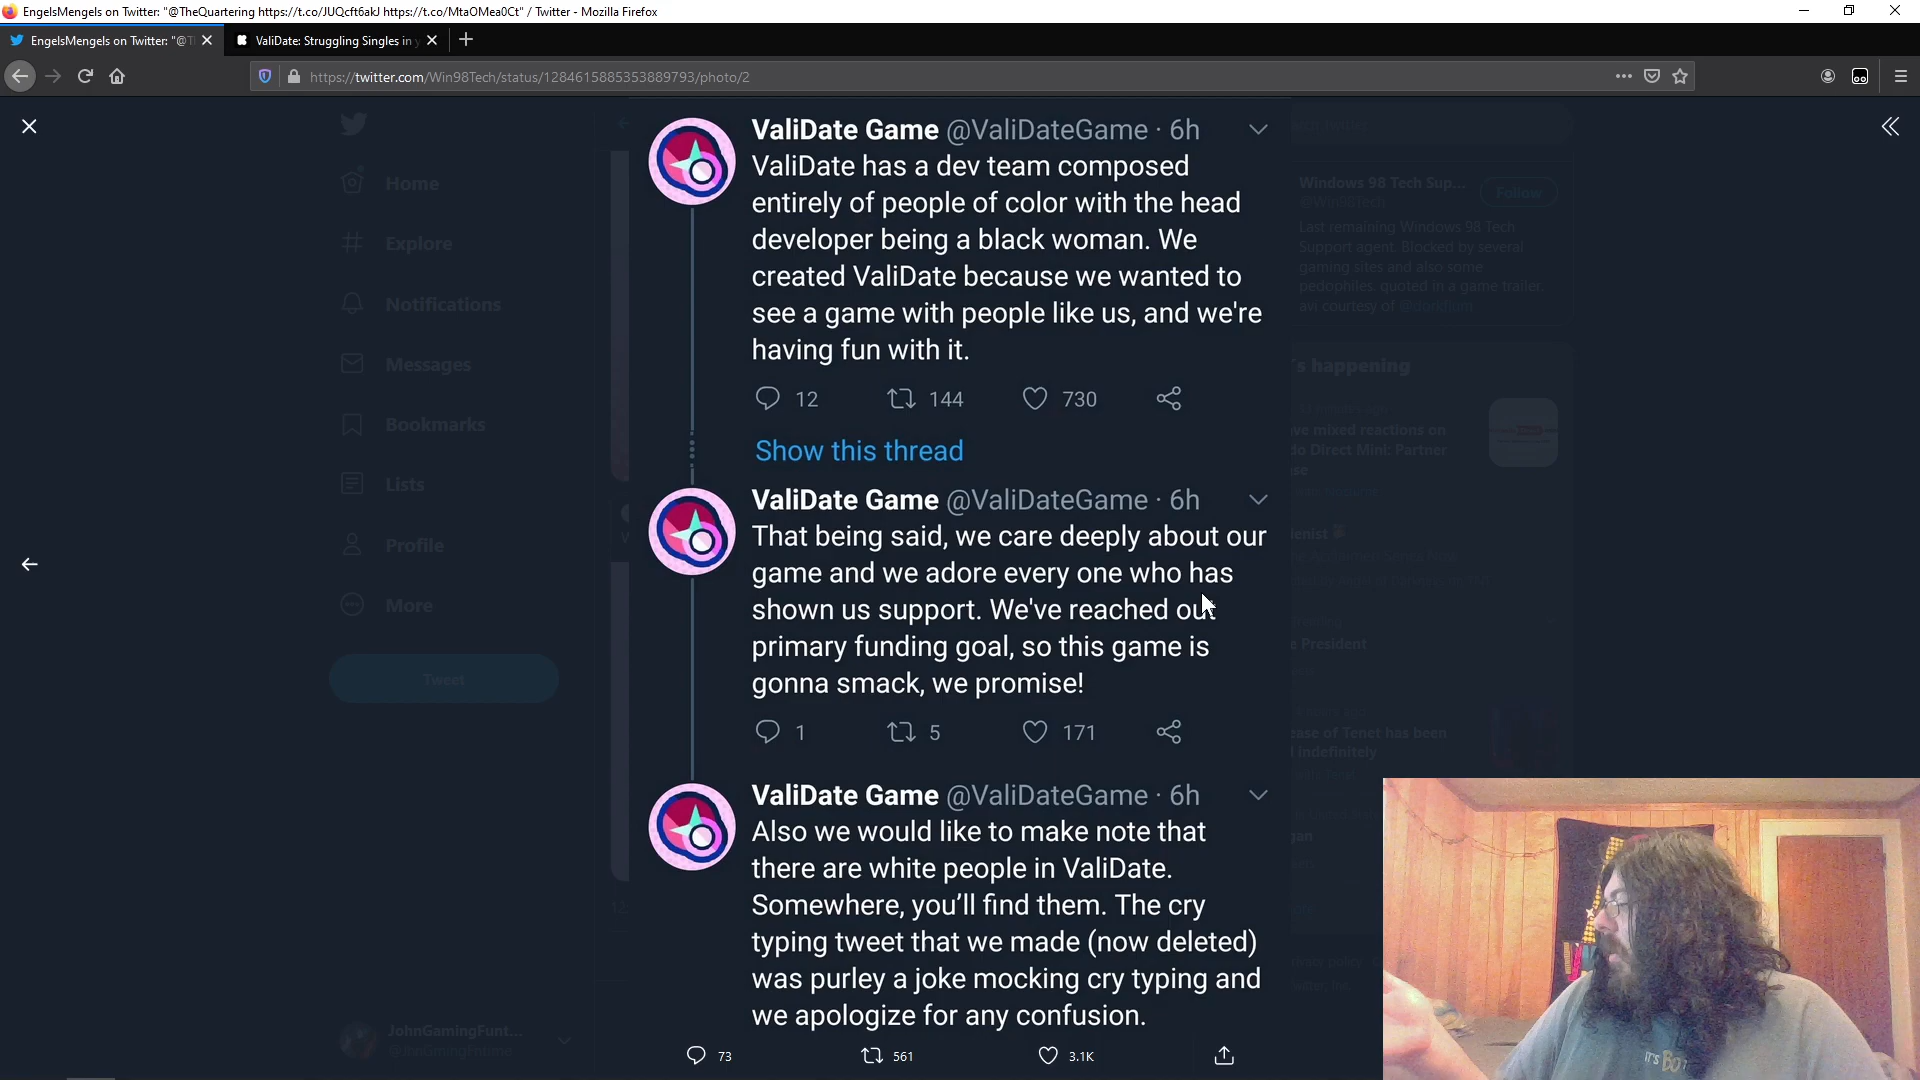 EngelsMengels on Twitter: "@TheQuartering https://t.co/JUQcft6akJ https://t.co/MtaOMea0Ct" / Twitter - Mozilla Firefox
EngelsMengels on Twitter: "@T
ValiDate: Struggling Singles in
https://twitter.com/Win98Tech/status/1284615885353889793/photo/2
Home
Explore
Notifications
Messages
Bookmarks
Lists
Profile
More
Tweet
JohnGamingFunt...
ValiDate Game @ValiDateGame · 6h
ValiDate has a dev team composed
entirely of people of color with the head
developer being a black woman. We
created ValiDate because we wanted to
see a game with people like us, and we're
having fun with it.
12 144 730
Show this thread
ValiDate Game @ValiDateGame · 6h
That being said, we care deeply about our
game and we adore every one who has
shown us support. We've reached our
primary funding goal, so this game is
gonna smack, we promise!
1 5 171
ValiDate Game @ValiDateGame · 6h
Also we would like to make note that
there are white people in ValiDate.
Somewhere, you'll find them. The cry
typing tweet that we made (now deleted)
was purley a joke mocking cry typing and
we apologize for any confusion.
73 561 3.1K
Windows 98 Tech Sup...
@Win98Tech
Follow
Last remaining Windows 98 Tech
Support agent. Blocked by several
gaming sites and also some
pedophiles. quoted in a game trailer.
avi courtesy of
's happening
ve mixed reactions on
do Direct Mini: Partner
se
e President
ease of Tenet has been
indefinitely
IT'S